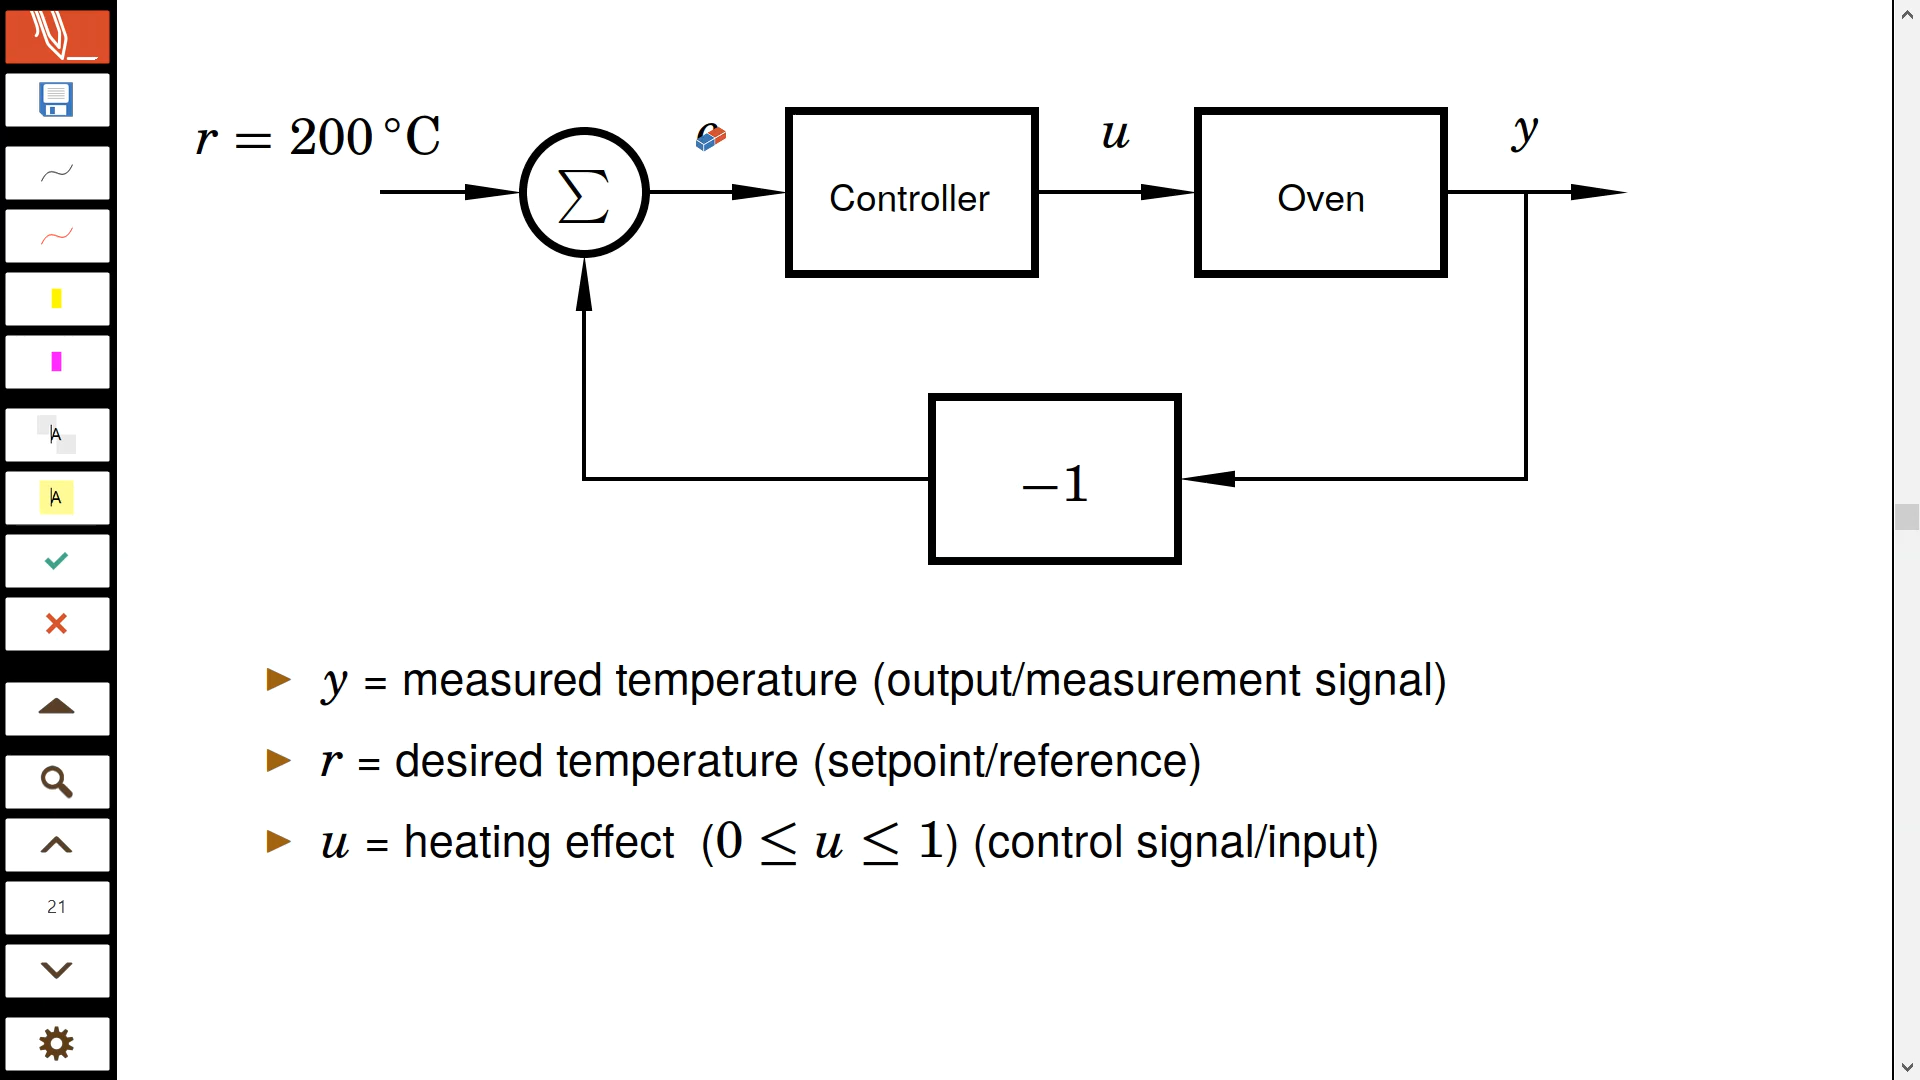 r = 200 °C
u
y
∑
Controller
Oven
−1
▶ y = measured temperature (output/measurement signal)
▶ r = desired temperature (setpoint/reference)
▶ u = heating effect (0 ≤ u ≤ 1) (control signal/input)
A
A
21